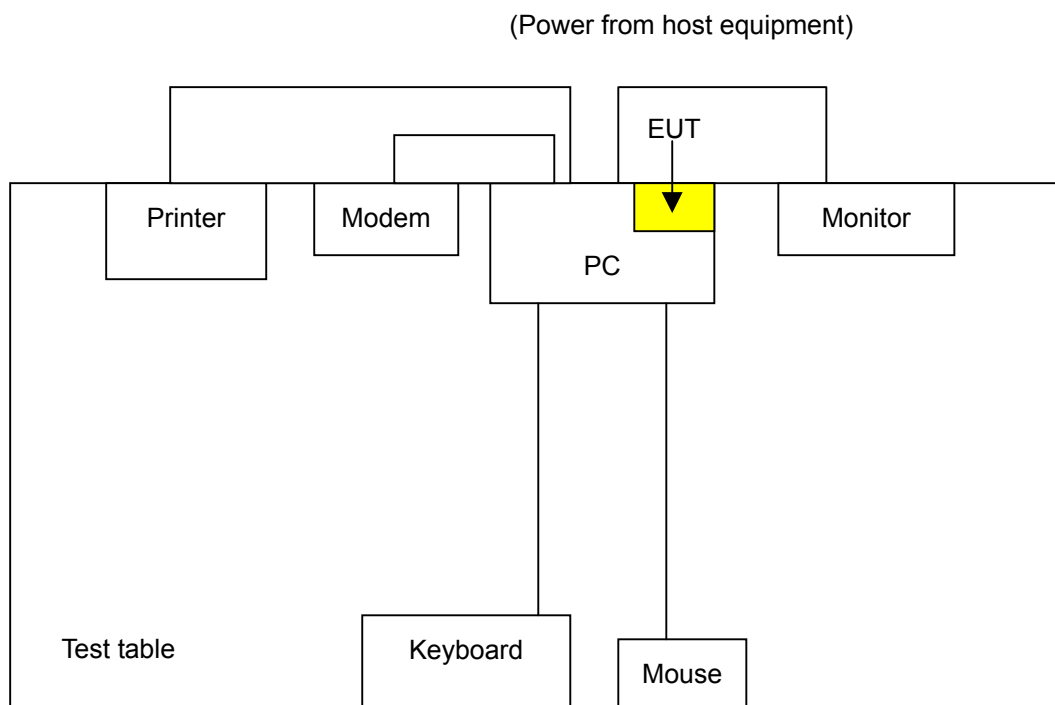 (Power from host equipment)
EUT
Printer
Modem
Monitor
PC
Test table
Keyboard
Mouse